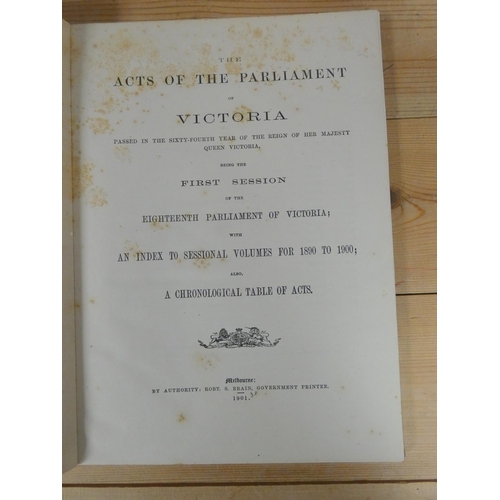 THE
ACTS OF THE PARLIAMENT
OF
VICTORIA
PASSED IN THE SIXTY-FOURTH YEAR OF THE REIGN OF HER MAJESTY
QUEEN VICTORIA,
BEING THE
FIRST SESSION
OF THE
EIGHTEENTH PARLIAMENT OF VICTORIA;
WITH
AN INDEX TO SESSIONAL VOLUMES FOR 1890 TO 1900;
ALSO,
A CHRONOLOGICAL TABLE OF ACTS.
Melbourne:
BY AUTHORITY: ROBT. S. BRAIN, GOVERNMENT PRINTER.
1901.